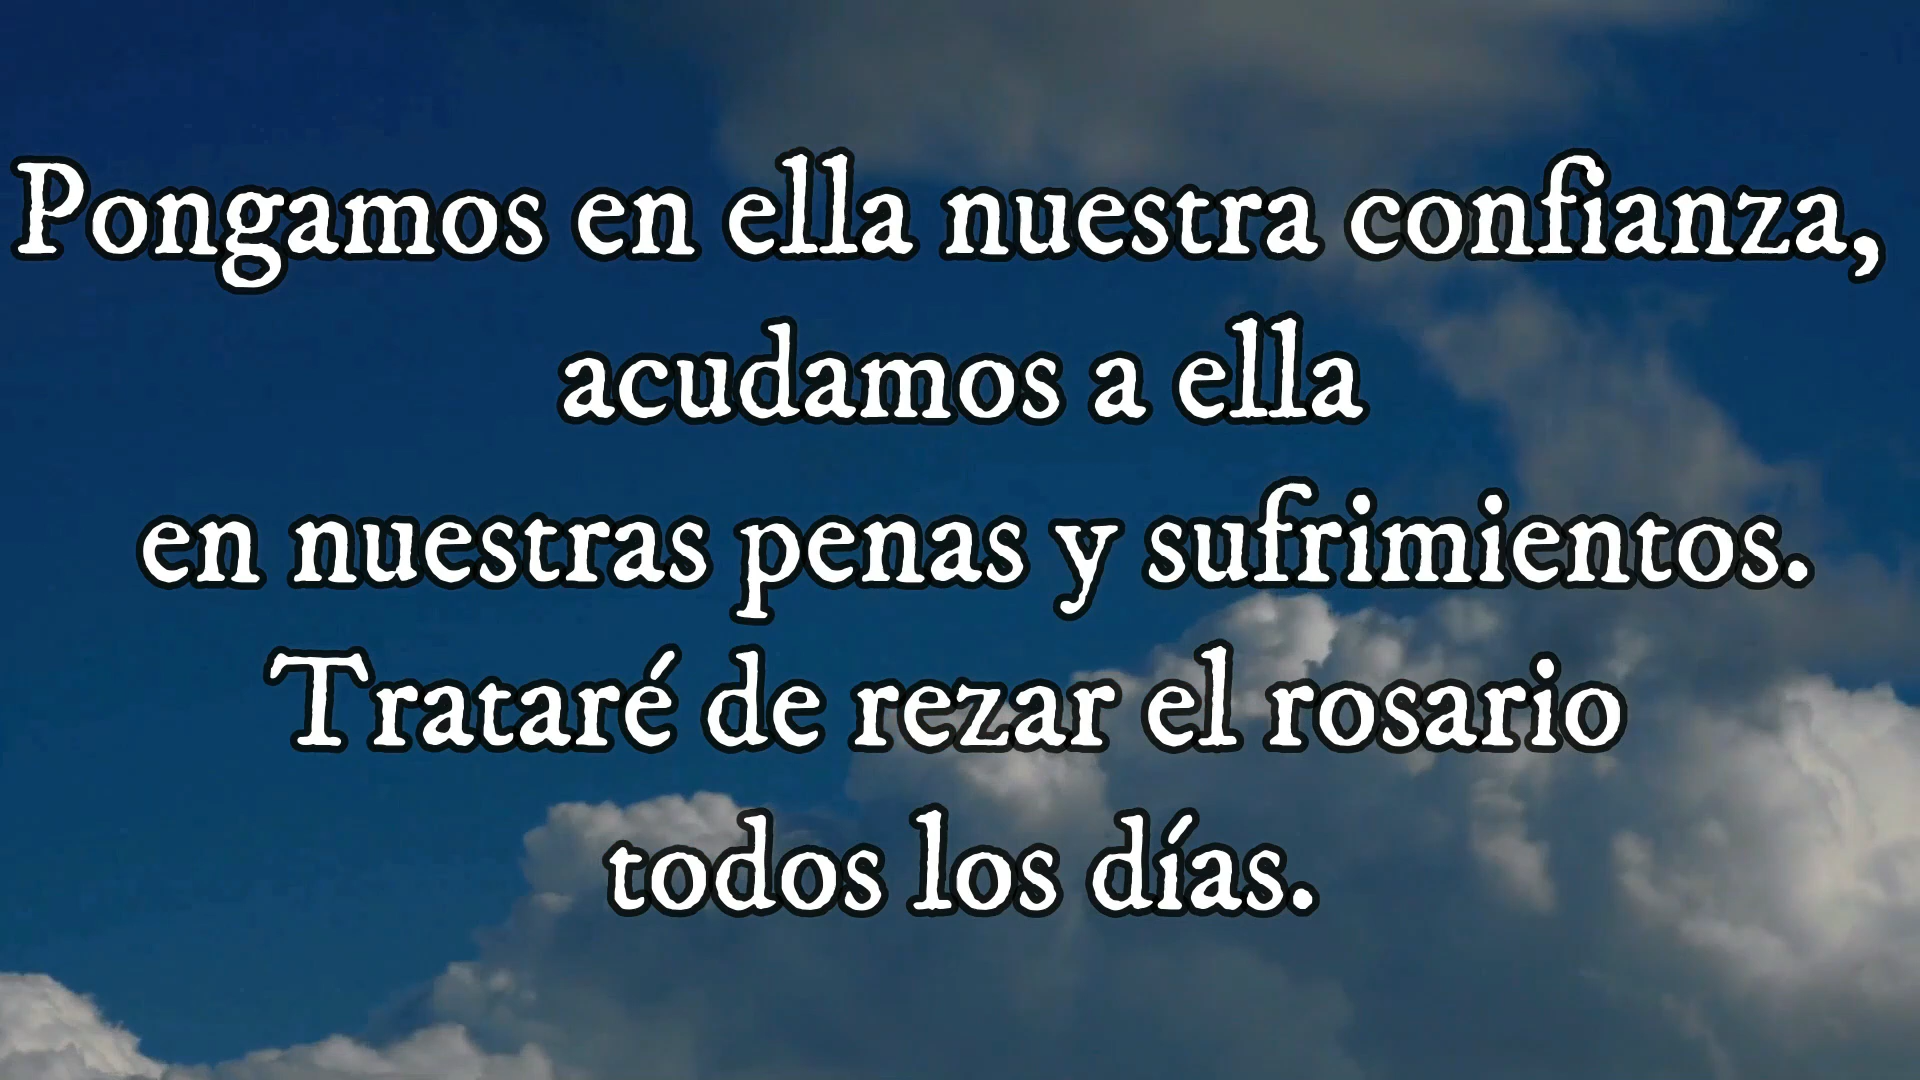 Pongamos en ella nuestra confianza,
acudamos a ella
en nuestras penas y sufrimientos.
Trataré de rezar el rosario
todos los días.